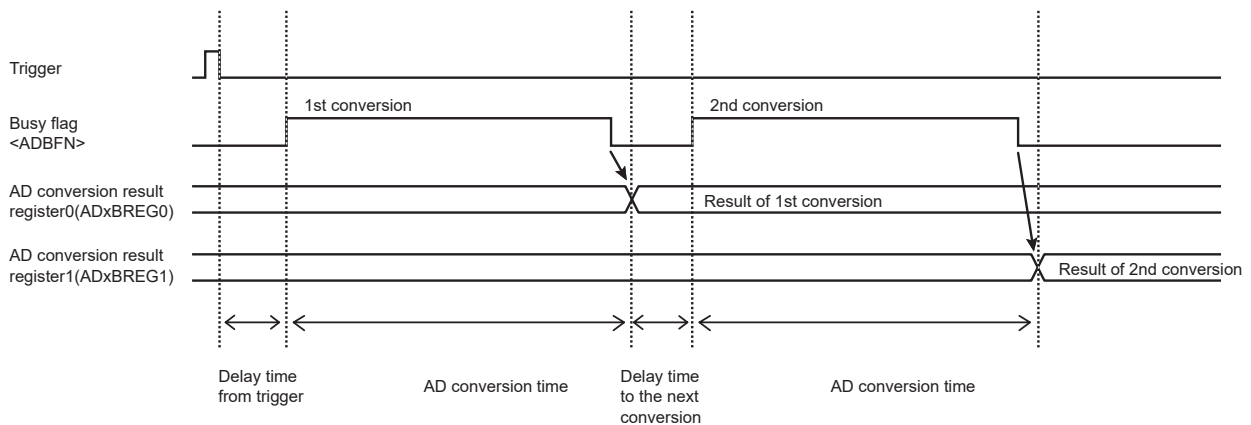 Trigger
1st conversion
2nd conversion
Busy flag
<ADBFN>
AD conversion result
register0(ADxBREG0)
Result of 1st conversion
AD conversion result
register1(ADxBREG1)
Result of 2nd conversion
Delay time
from trigger
AD conversion time
Delay time
to the next
conversion
AD conversion time